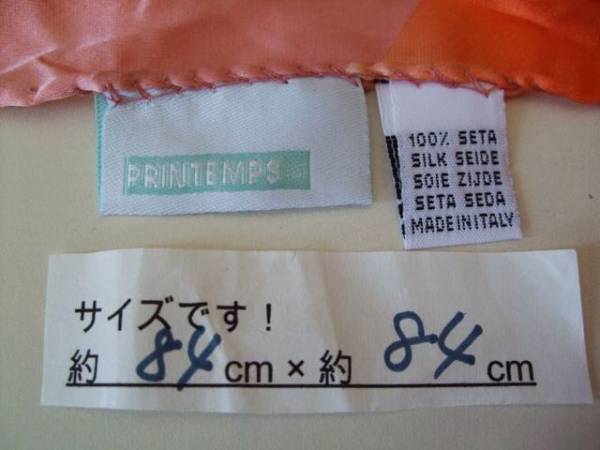 PRINTEMPS
100% SETA
SILK SEIDE
SOIE ZIJDE
SETA SEDA
MADE IN ITALY
サイズです！
約 84 cm × 約 84 cm